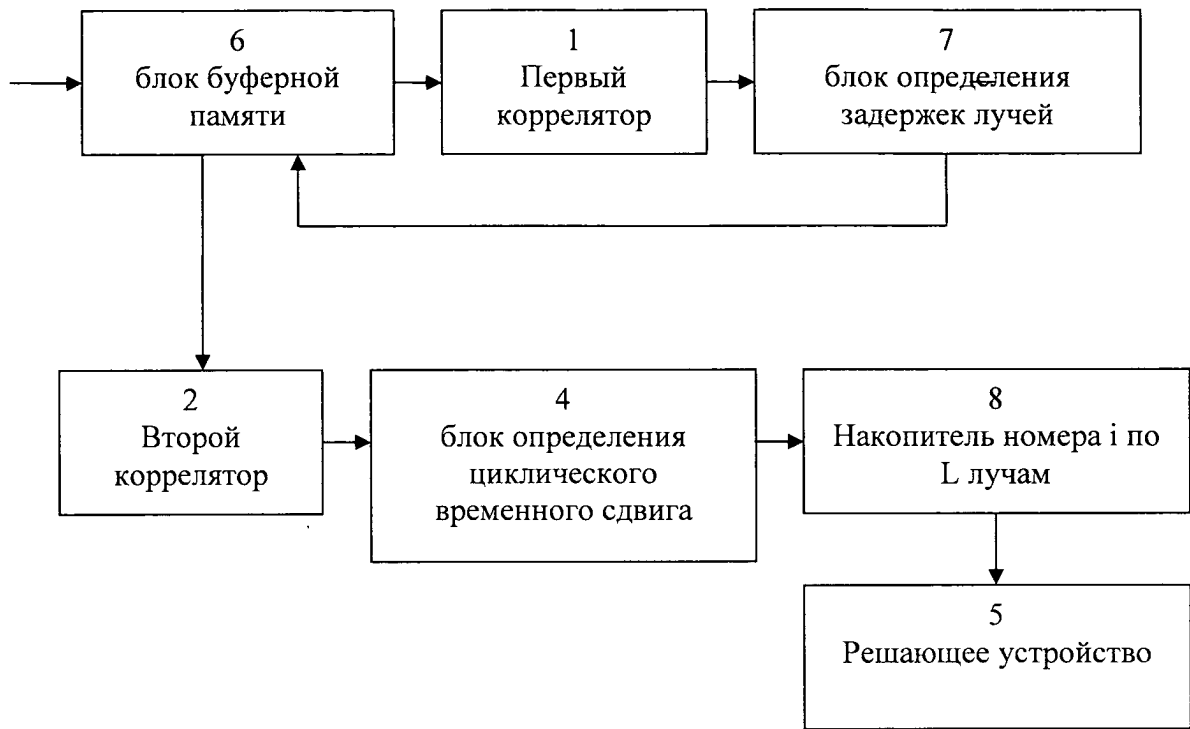 6
блок буферной
памяти
1
Первый
коррелятор
7
блок определения
задержек лучей
2
Второй
коррелятор
4
блок определения
циклического
временного сдвига
8
Накопитель номера i по
L лучам
5
Решающее устройство